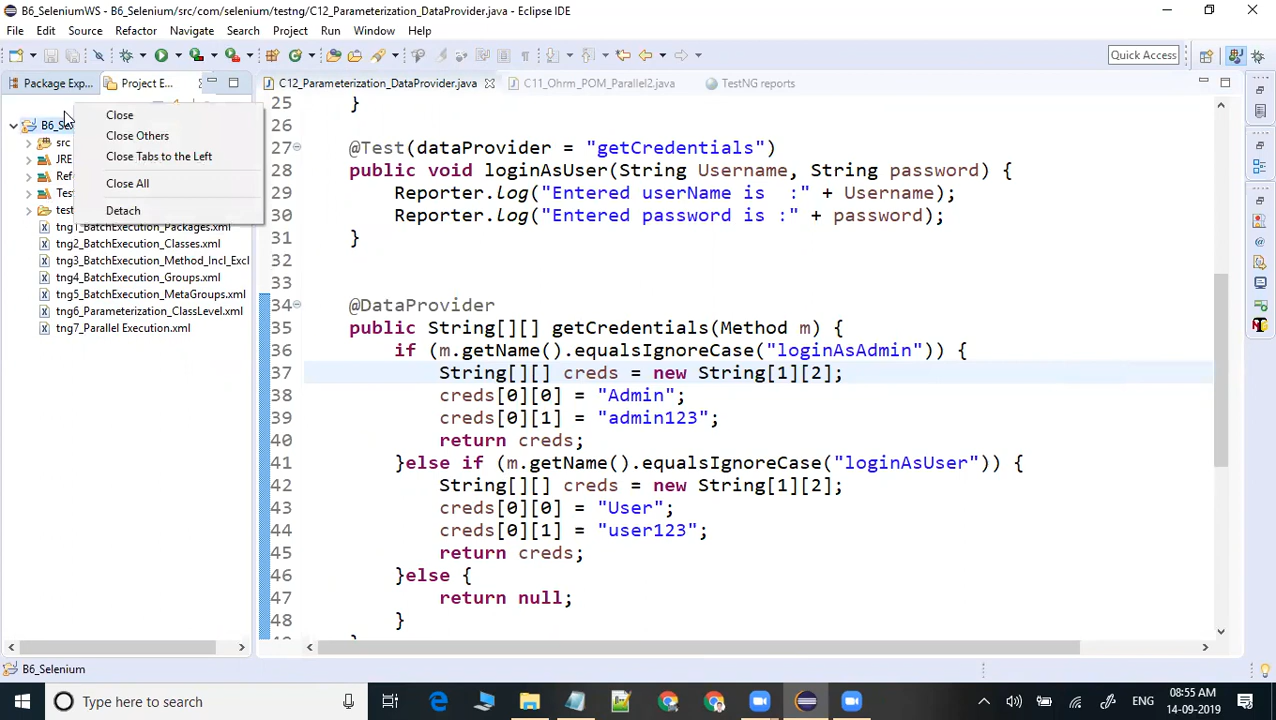 B6_SeleniumWS - B6_Selenium/src/com/selenium/testng/C12_Parameterization_DataProvider.java - Eclipse IDE
File Edit Source Refactor Navigate Search Project Run Window Help
Quick Access
Package Exp...
Project E...
C12_Parameterization_DataProvider.java
C11_Ohrm_POM_Parallel2.java
TestNG reports
Close
Close Others
Close Tabs to the Left
Close All
Detach
src
JRE
tng1_BatchExecution_Packages.xml
tng2_BatchExecution_Classes.xml
tng3_BatchExecution_Method_Incl_Excl
tng4_BatchExecution_Groups.xml
tng5_BatchExecution_MetaGroups.xml
tng6_Parameterization_ClassLevel.xml
tng7_Parallel Execution.xml
25 }
26
27 @Test(dataProvider = "getCredentials")
28 public void loginAsUser(String Username, String password) {
29 Reporter.log("Entered userName is  :" + Username);
30 Reporter.log("Entered password is :" + password);
31 }
32
33
34 @DataProvider
35 public String[][] getCredentials(Method m) {
36 if (m.getName().equalsIgnoreCase("loginAsAdmin")) {
37 String[][] creds = new String[1][2];
38 creds[0][0] = "Admin";
39 creds[0][1] = "admin123";
40 return creds;
41 }else if (m.getName().equalsIgnoreCase("loginAsUser")) {
42 String[][] creds = new String[1][2];
43 creds[0][0] = "User";
44 creds[0][1] = "user123";
45 return creds;
46 }else {
47 return null;
48 }
B6_Selenium
Type here to search
ENG
08:55 AM
14-09-2019